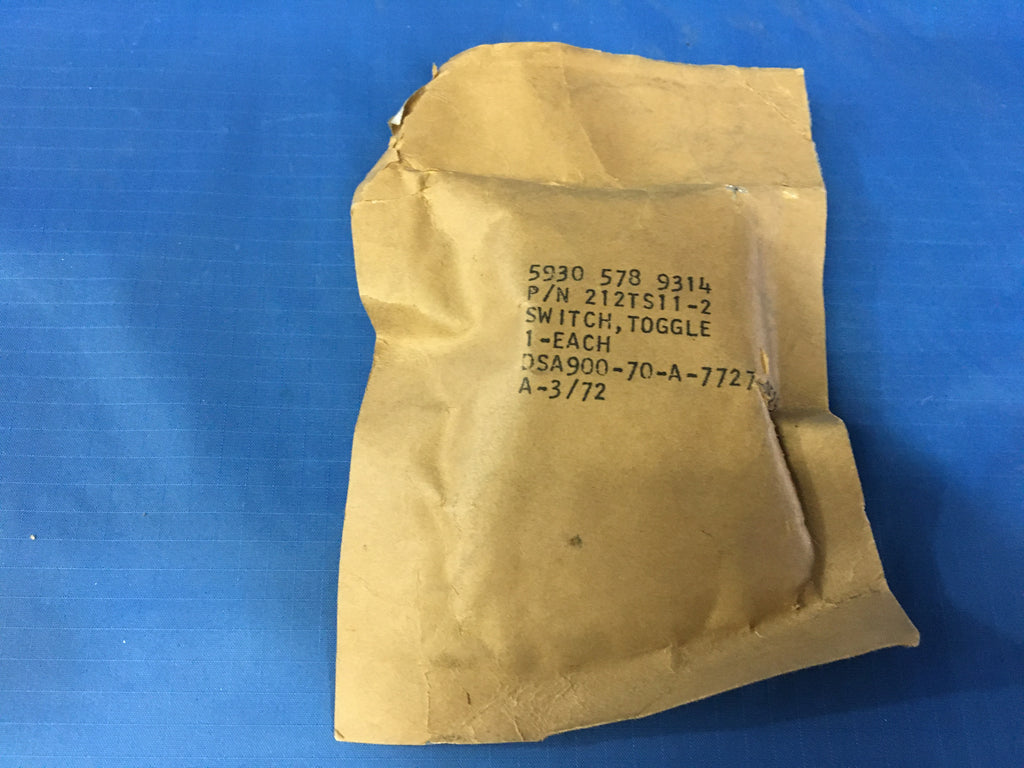 5930 578 9314
P/N 212TS11-2
SWITCH,TOGGLE
1-EACH
DSA900-70-A-7727
A-3/72